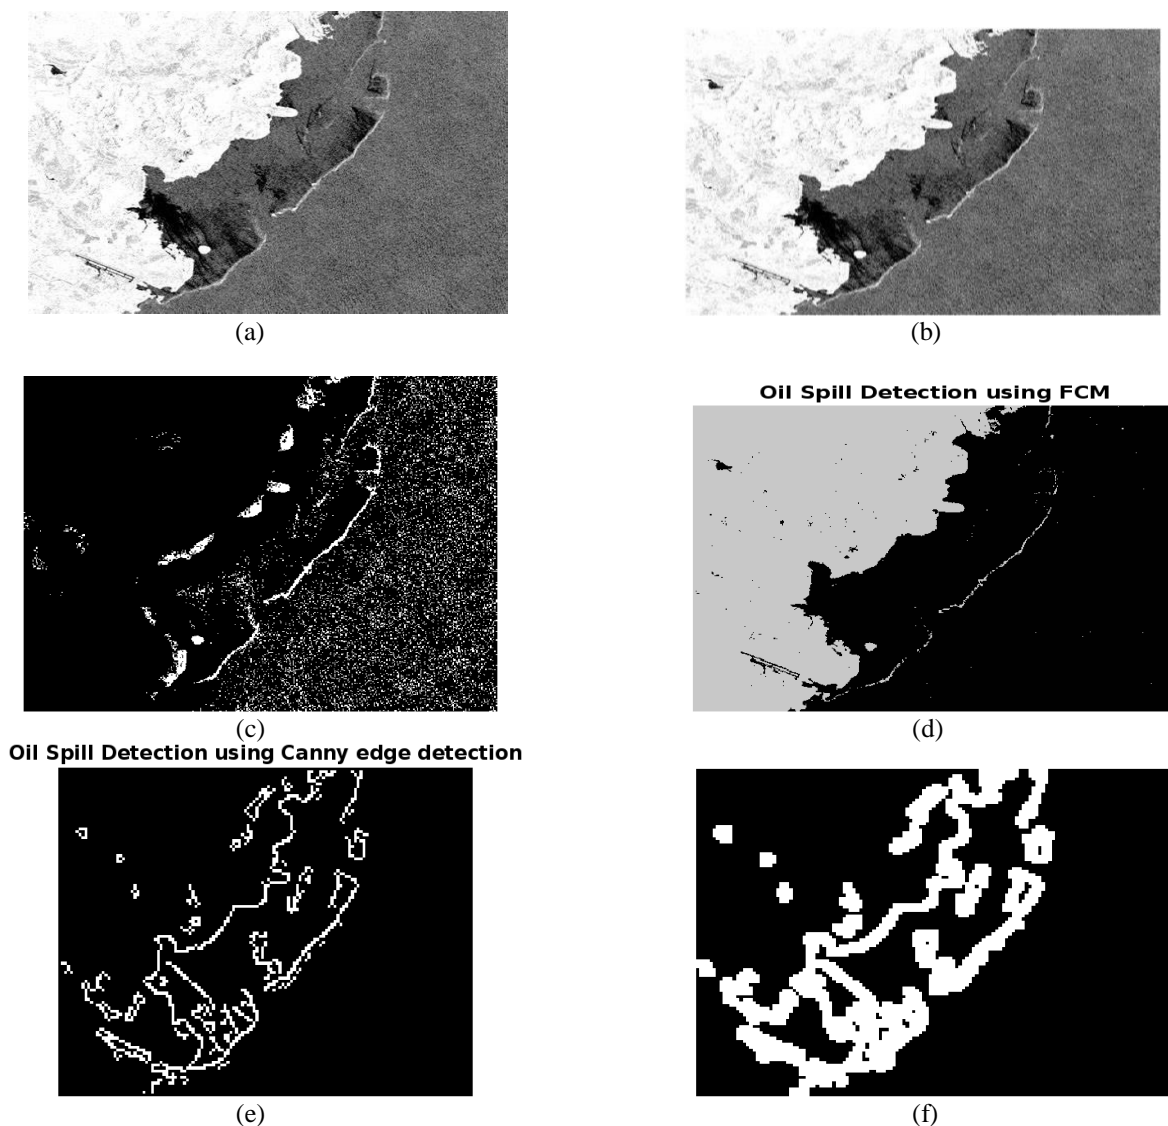 (a)
(b)
Oil Spill Detection using FCM
(c)
(d)
Oil Spill Detection using Canny edge detection
(e)
(f)